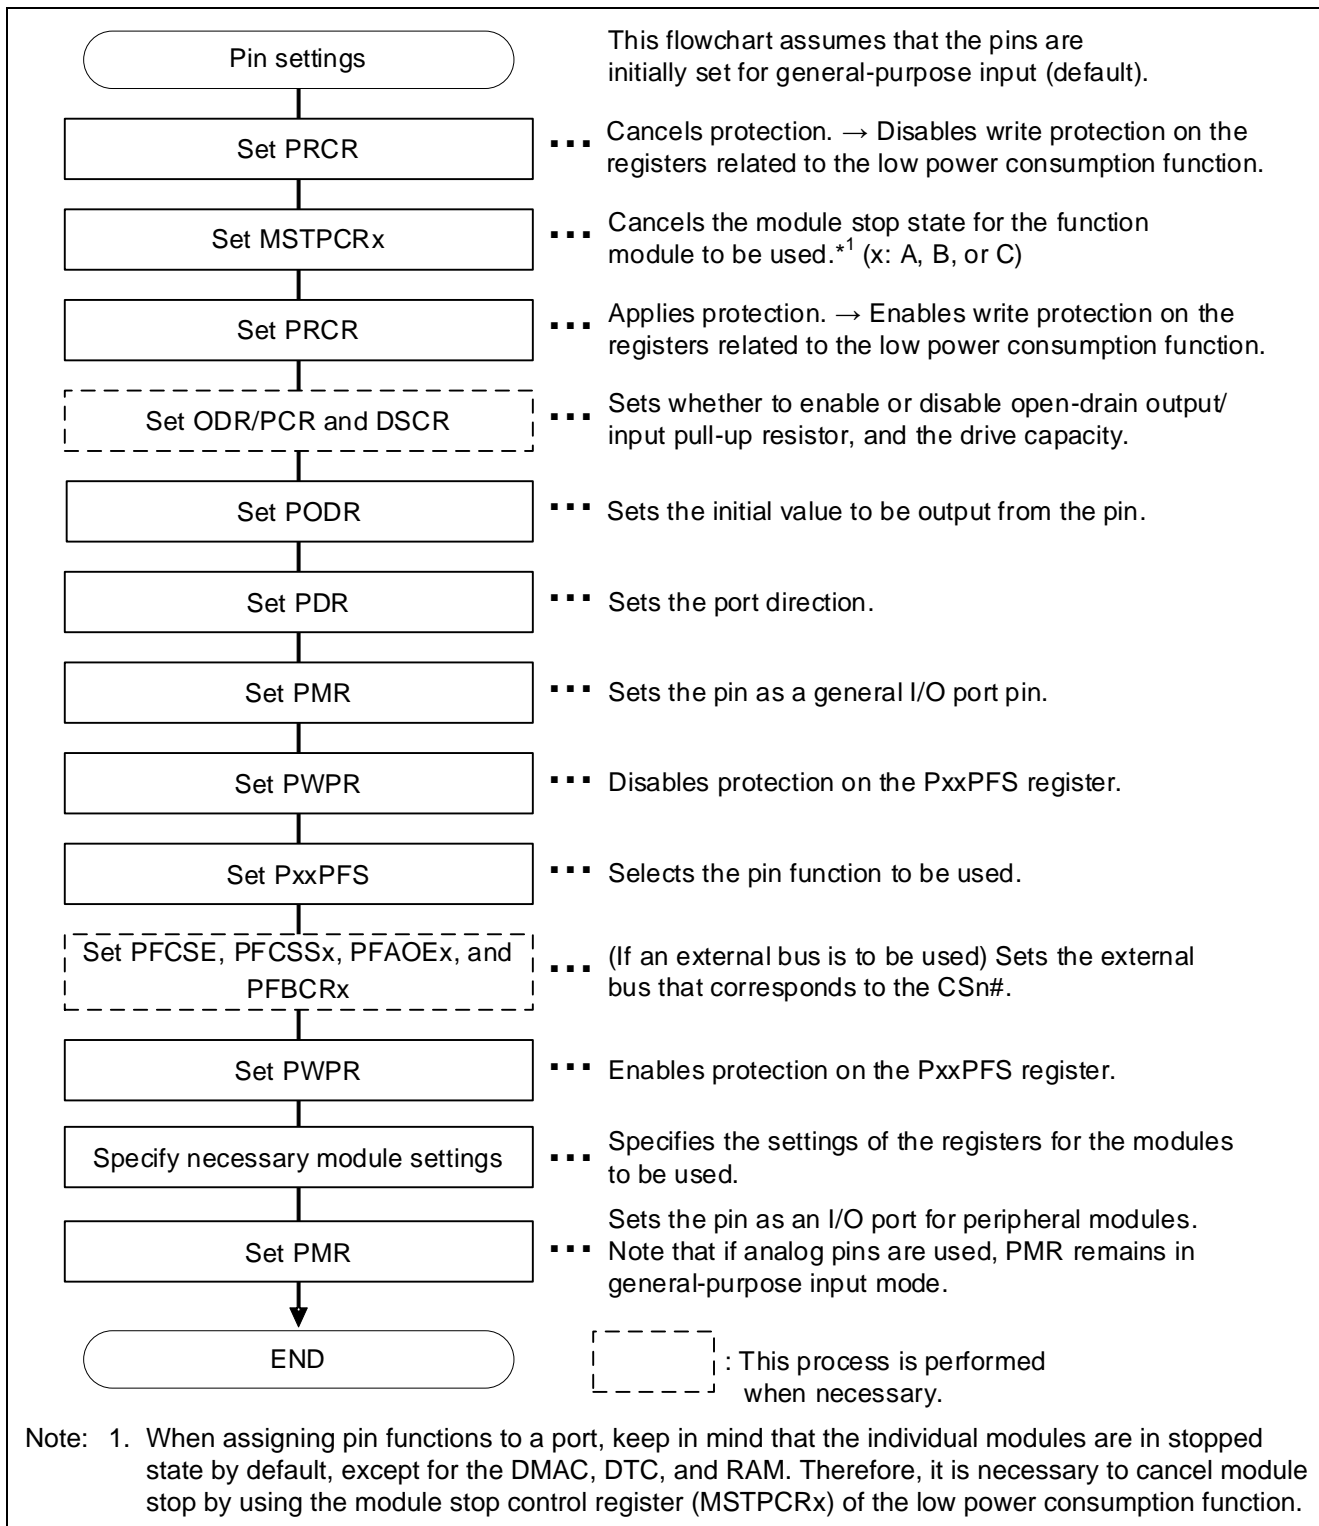 Pin settings
This flowchart assumes that the pins are
initially set for general-purpose input (default).
Set PRCR
Cancels protection. → Disables write protection on the
registers related to the low power consumption function.
Set MSTPCRx
Cancels the module stop state for the function
module to be used.*1 (x: A, B, or C)
Set PRCR
Applies protection. → Enables write protection on the
registers related to the low power consumption function.
Set ODR/PCR and DSCR
Sets whether to enable or disable open-drain output/
input pull-up resistor, and the drive capacity.
Set PODR
Sets the initial value to be output from the pin.
Set PDR
Sets the port direction.
Set PMR
Sets the pin as a general I/O port pin.
Set PWPR
Disables protection on the PxxPFS register.
Set PxxPFS
Selects the pin function to be used.
Set PFCSE, PFCSSx, PFAOEx, and
PFBCRx
(If an external bus is to be used) Sets the external
bus that corresponds to the CSn#.
Set PWPR
Enables protection on the PxxPFS register.
Specify necessary module settings
Specifies the settings of the registers for the modules
to be used.
Set PMR
Sets the pin as an I/O port for peripheral modules.
Note that if analog pins are used, PMR remains in
general-purpose input mode.
END
: This process is performed
when necessary.
Note: 1. When assigning pin functions to a port, keep in mind that the individual modules are in stopped
state by default, except for the DMAC, DTC, and RAM. Therefore, it is necessary to cancel module
stop by using the module stop control register (MSTPCRx) of the low power consumption function.